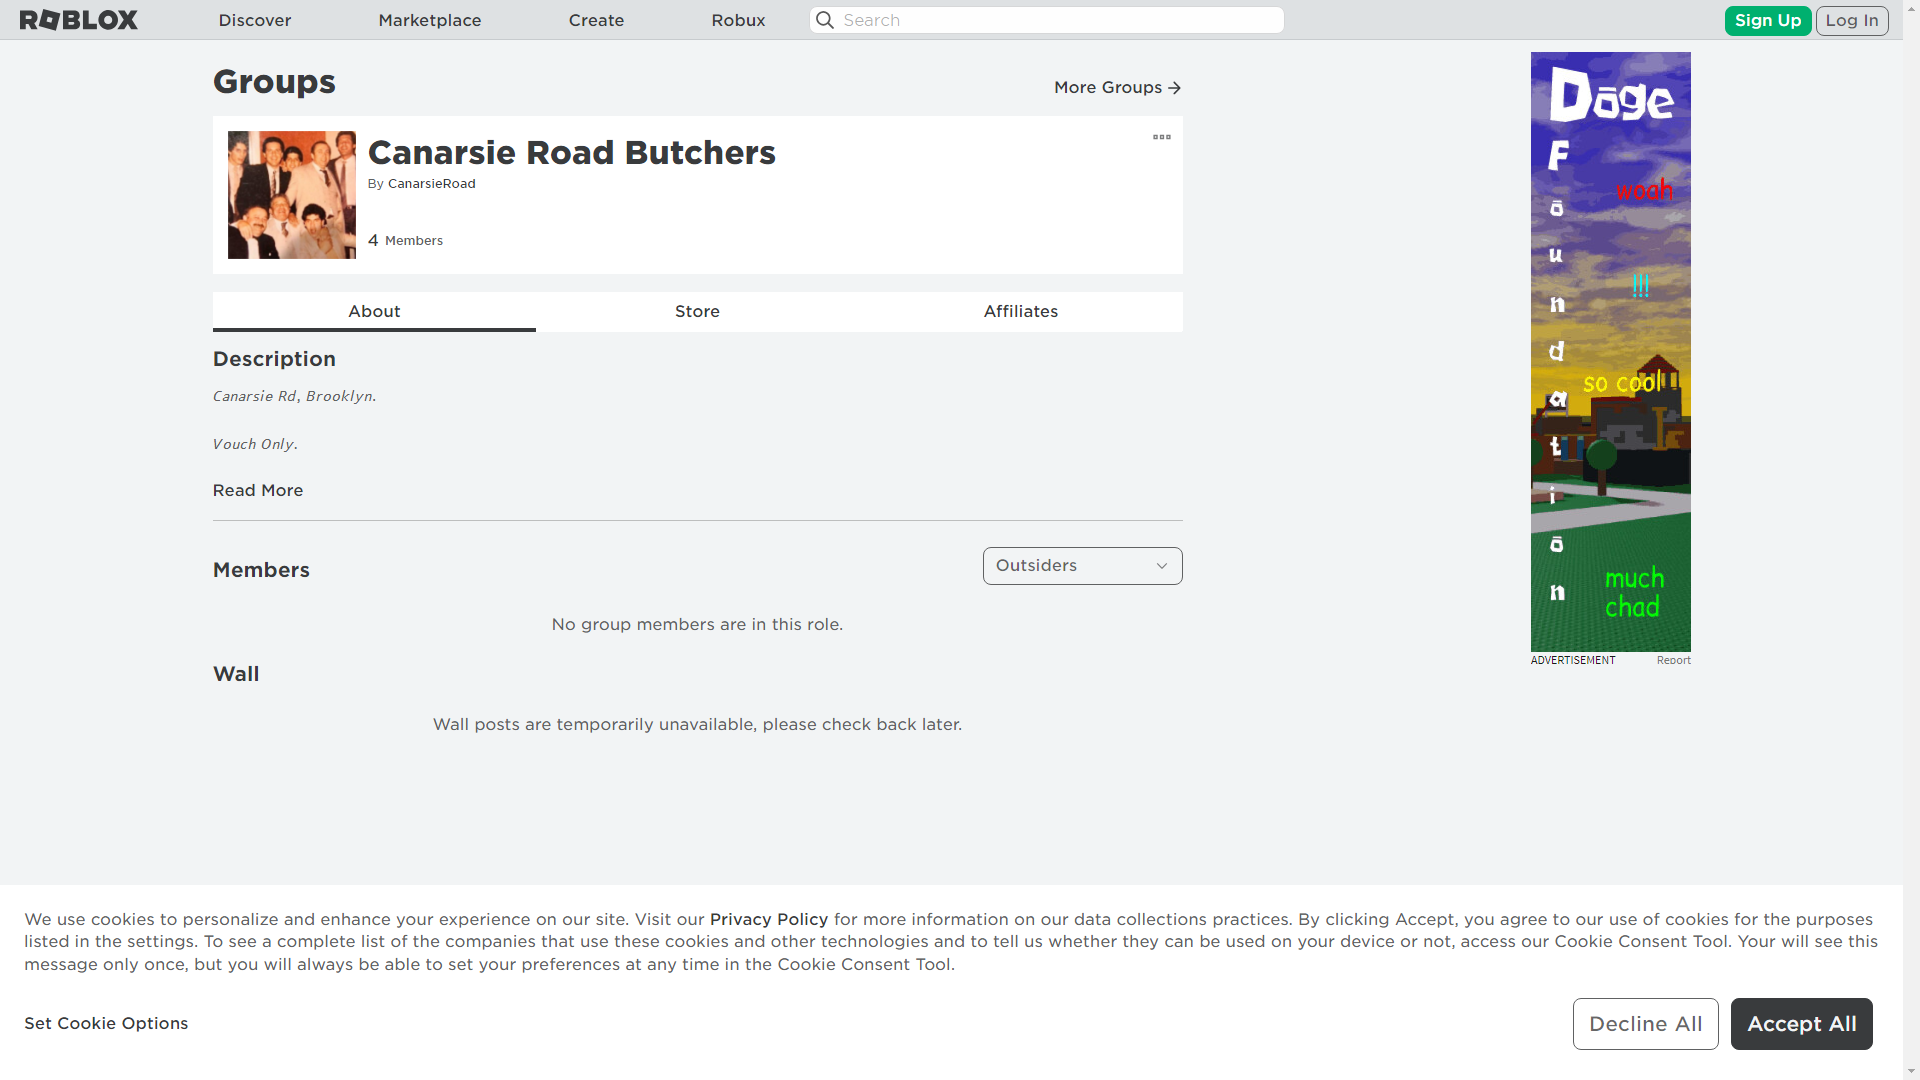 ROBLOX
Discover
Marketplace
Create
Robux
Search
Sign Up
Log In
Groups
More Groups
Canarsie Road Butchers
By CanarsieRoad
4 Members
About
Store
Affiliates
Description
Canarsie Rd, Brooklyn.
Vouch Only.
Read More
Members
Outsiders
No group members are in this role.
Wall
Wall posts are temporarily unavailable, please check back later.
Dōge
Fōundatiōn
woah
!!!
so cool
much
chad
ADVERTISEMENT
Report
We use cookies to personalize and enhance your experience on our site. Visit our Privacy Policy for more information on our data collections practices. By clicking Accept, you agree to our use of cookies for the purposes
listed in the settings. To see a complete list of the companies that use these cookies and other technologies and to tell us whether they can be used on your device or not, access our Cookie Consent Tool. Your will see this
message only once, but you will always be able to set your preferences at any time in the Cookie Consent Tool.
Set Cookie Options
Decline All
Accept All